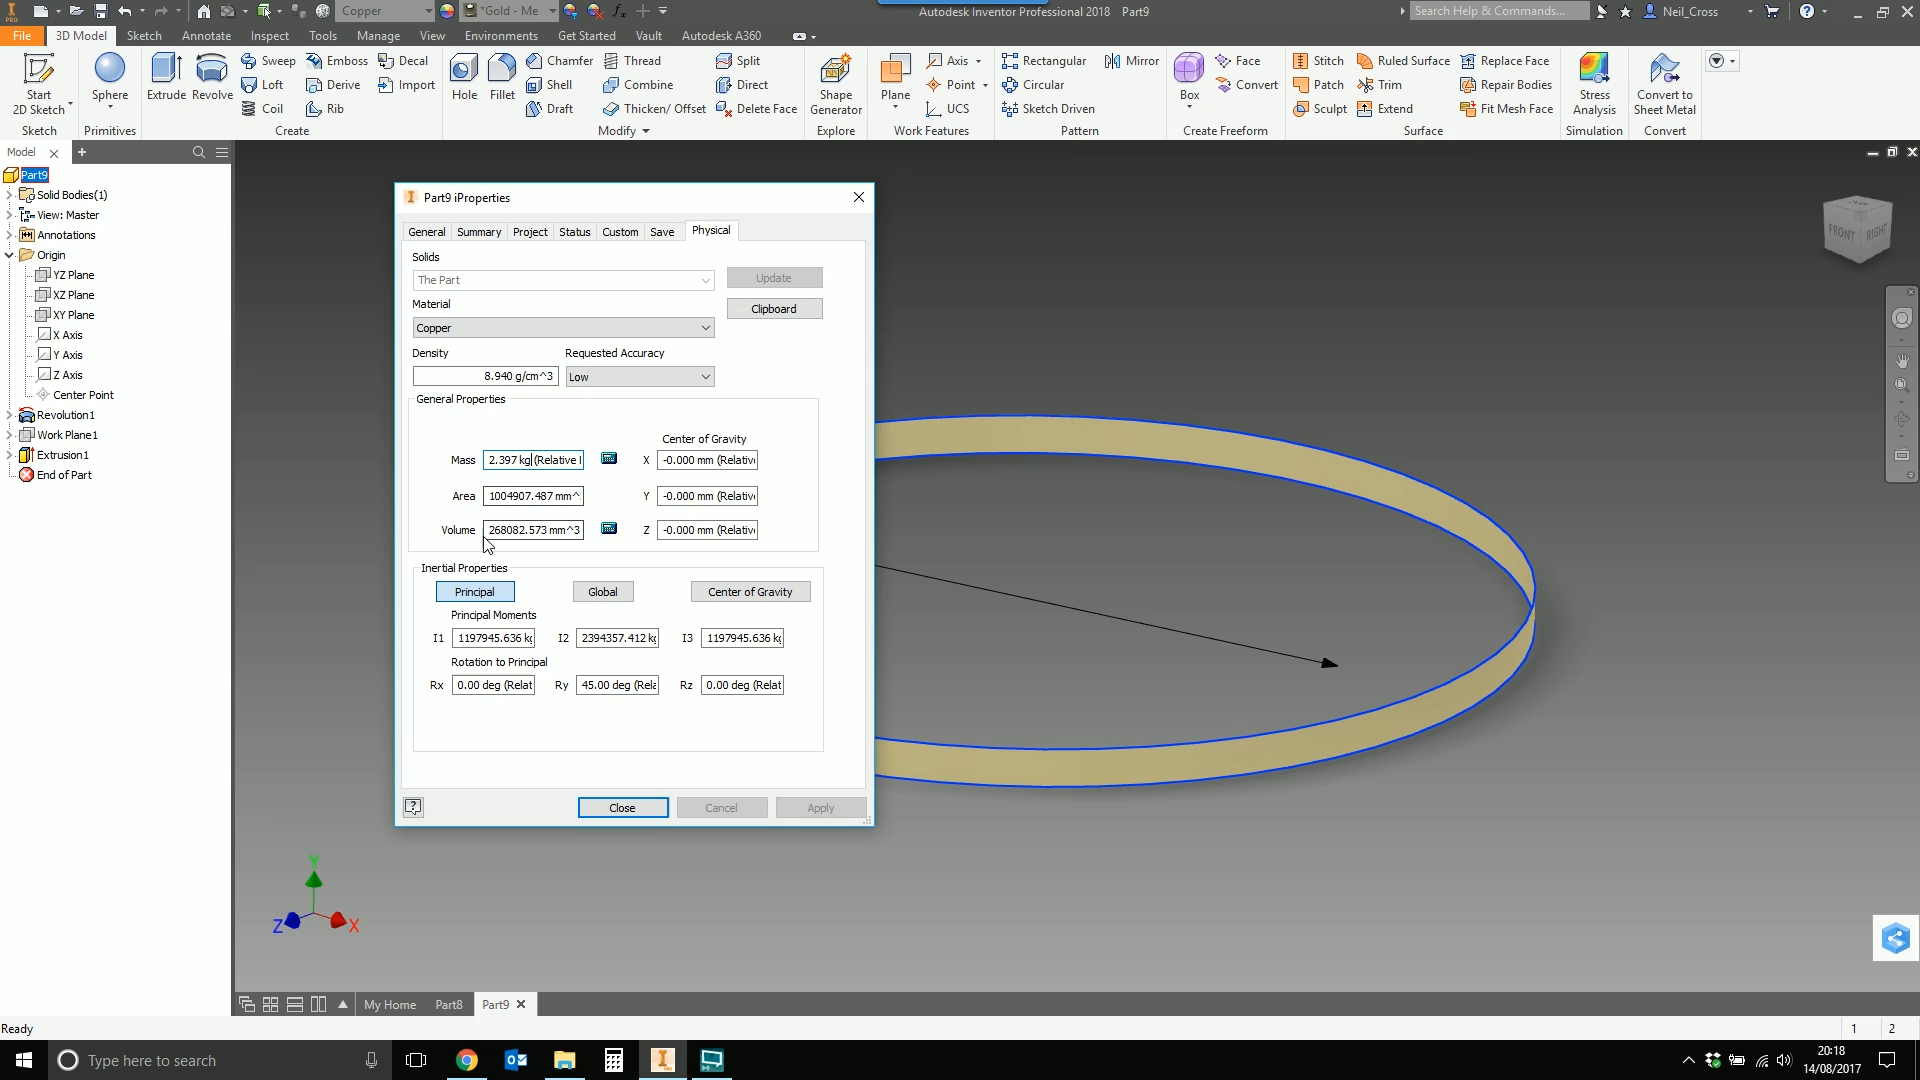 Copper
*Gold - Me
Autodesk Inventor Professional 2018 Part9
Search Help & Commands...
Neil_Cross
File 3D Model Sketch Annotate Inspect Tools Manage View Environments Get Started Vault Autodesk A360
Start
2D Sketch
Sketch
Sphere
Primitives
Extrude Revolve
Sweep Emboss Decal
Loft Derive Import
Coil Rib
Create
Hole Fillet
Chamfer Thread Split
Shell Combine Direct
Draft Thicken/ Offset Delete Face
Modify
Shape
Generator
Explore
Plane
Axis
Point
UCS
Work Features
Rectangular Mirror
Circular
Sketch Driven
Pattern
Box
Face
Convert
Create Freeform
Stitch Ruled Surface Replace Face
Patch Trim Repair Bodies
Sculpt Extend Fit Mesh Face
Surface
Stress
Analysis
Simulation
Convert to
Sheet Metal
Convert
Model
Part9
Solid Bodies(1)
View: Master
Annotations
Origin
YZ Plane
XZ Plane
XY Plane
X Axis
Y Axis
Z Axis
Center Point
Revolution1
Work Plane1
Extrusion1
End of Part
Part9 iProperties
General Summary Project Status Custom Save Physical
Solids
The Part
Update
Material
Clipboard
Copper
Density Requested Accuracy
8.940 g/cm^3 Low
General Properties
Center of Gravity
Mass 2.397 kg (Relative X -0.000 mm (Relativ
Area 1004907.487 mm^ Y -0.000 mm (Relativ
Volume 268082.573 mm^3 Z -0.000 mm (Relativ
Inertial Properties
Principal Global Center of Gravity
Principal Moments
I1 1197945.636 kg I2 2394357.412 kg I3 1197945.636 kg
Rotation to Principal
Rx 0.00 deg (Relat Ry 45.00 deg (Rela Rz 0.00 deg (Relat
Close Cancel Apply
FRONT RIGHT
Y
Z X
My Home Part8 Part9
Ready
1 2
Type here to search
20:18
14/08/2017